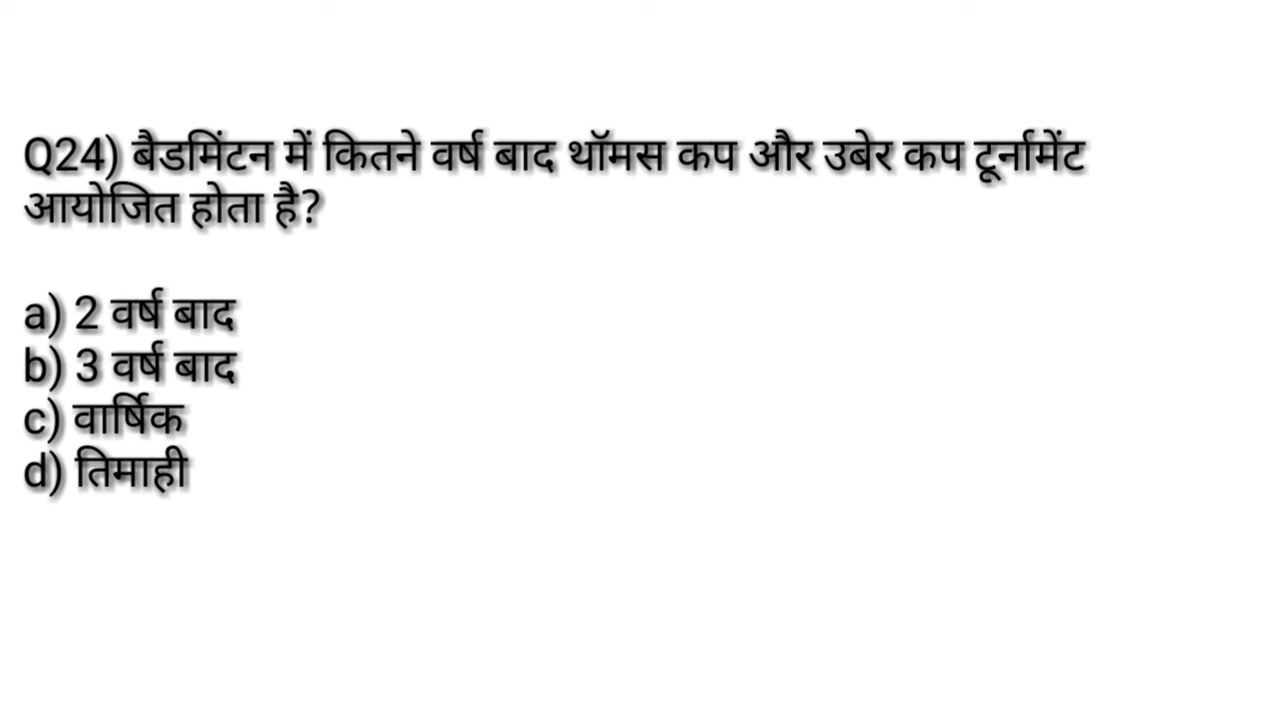 Q24) बैडमिंटन में कितने वर्ष बाद थॉमस कप और उबेर कप टूर्नामेंट
आयोजित होता है?
a) 2 वर्ष बाद
b) 3 वर्ष बाद
c) वार्षिक
d) तिमाही